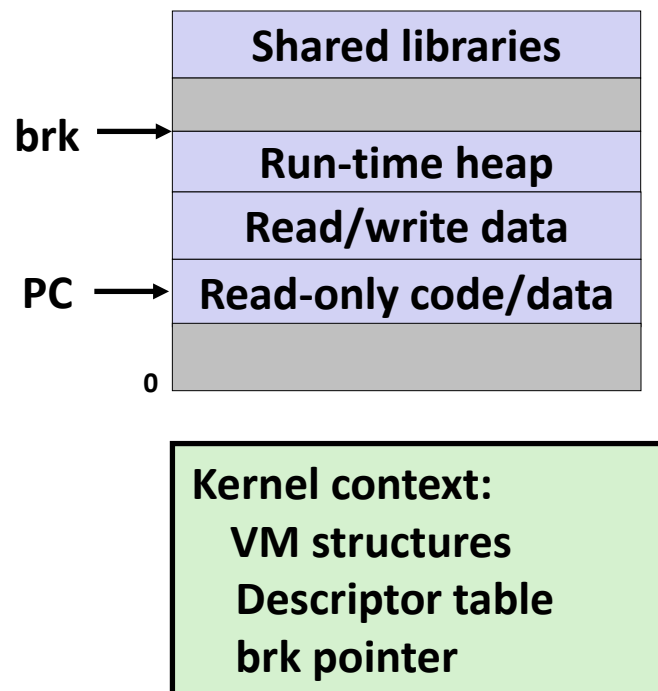 Shared libraries
brk
Run-time heap
Read/write data
PC
Read-only code/data
0
Kernel context:
VM structures
Descriptor table
brk pointer